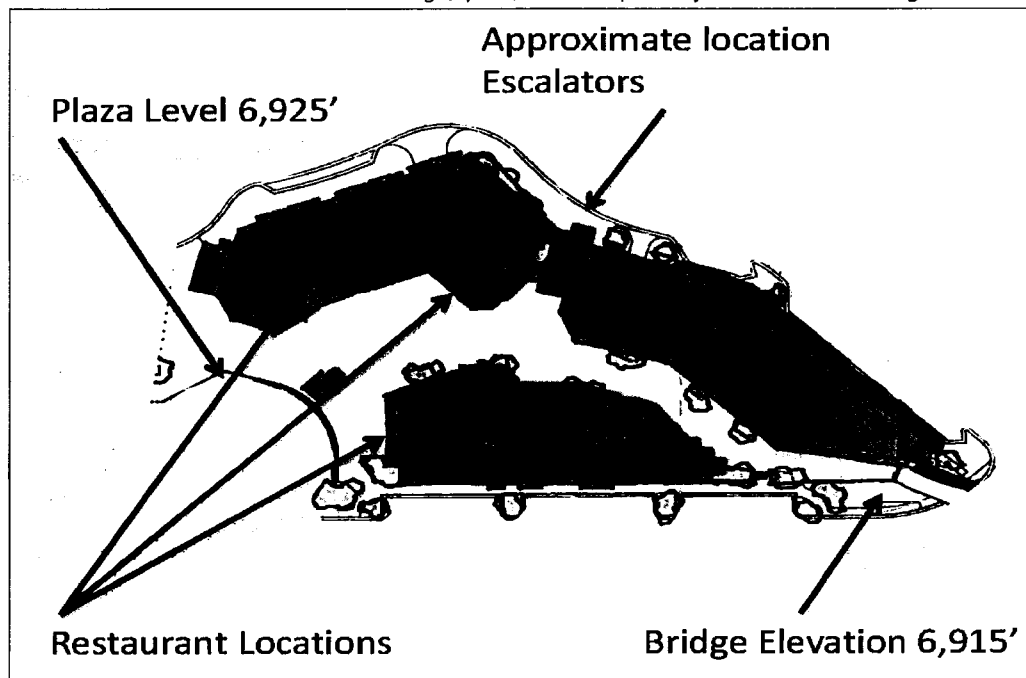 Approximate location
Escalators
Plaza Level 6,925'
Restaurant Locations
Bridge Elevation 6,915'